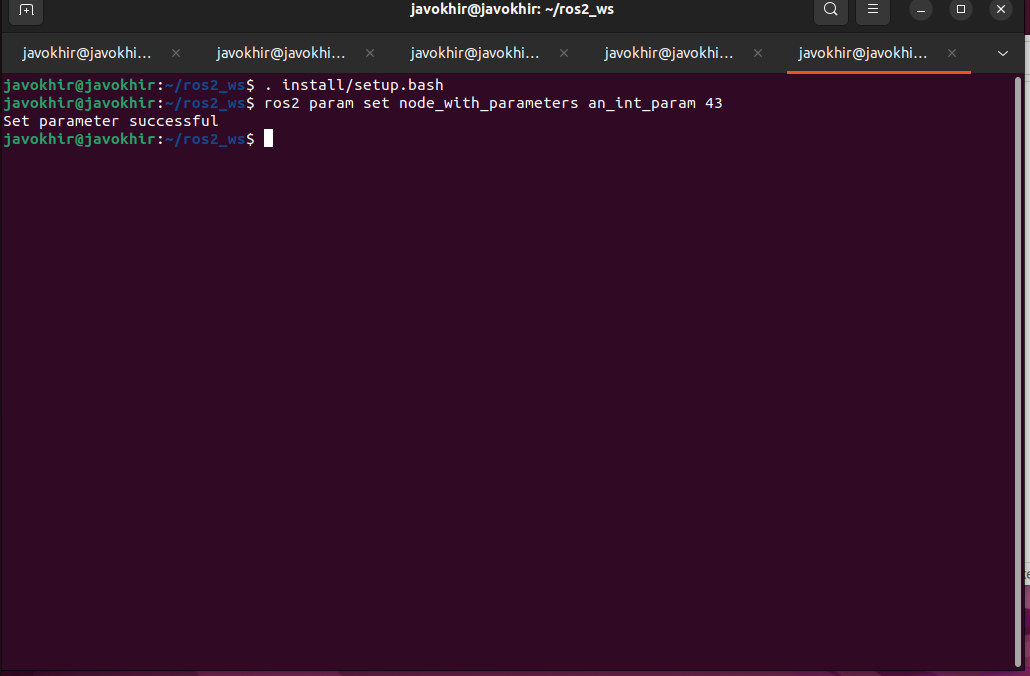 javokhir@javokhir: ~/ros2_ws
javokhir@javokhi... javokhir@javokhi... javokhir@javokhi... javokhir@javokhi... javokhir@javokhi...
javokhir@javokhir:~/ros2_ws$ . install/setup.bash
javokhir@javokhir:~/ros2_ws$ ros2 param set node_with_parameters an_int_param 43
Set parameter successful
javokhir@javokhir:~/ros2_ws$